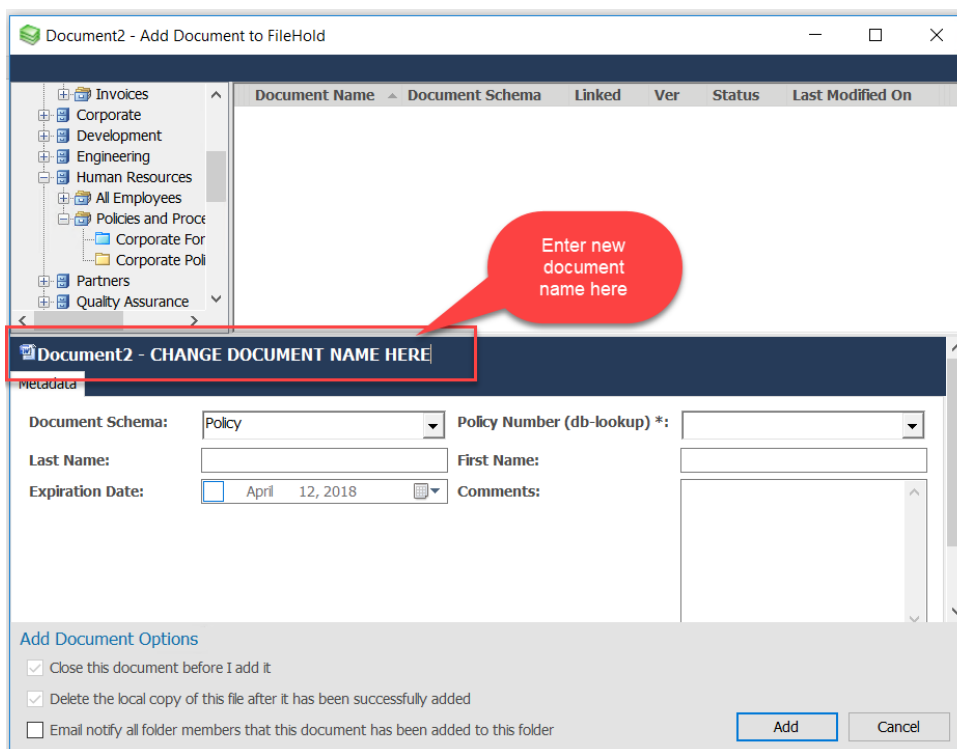 Document2 - Add Document to FileHold
Document Name Document Schema Linked Ver Status Last Modified On
Invoices
Corporate
Development
Engineering
Human Resources
All Employees
Policies and Proce
Corporate For
Corporate Poli
Partners
Quality Assurance
Enter new
document
name here
Document2 - CHANGE DOCUMENT NAME HERE
Metadata
Document Schema: Policy Policy Number (db-lookup) *:
Last Name: First Name:
Expiration Date: April 12, 2018 Comments:
Add Document Options
Close this document before I add it
Delete the local copy of this file after it has been successfully added
Email notify all folder members that this document has been added to this folder
Add Cancel